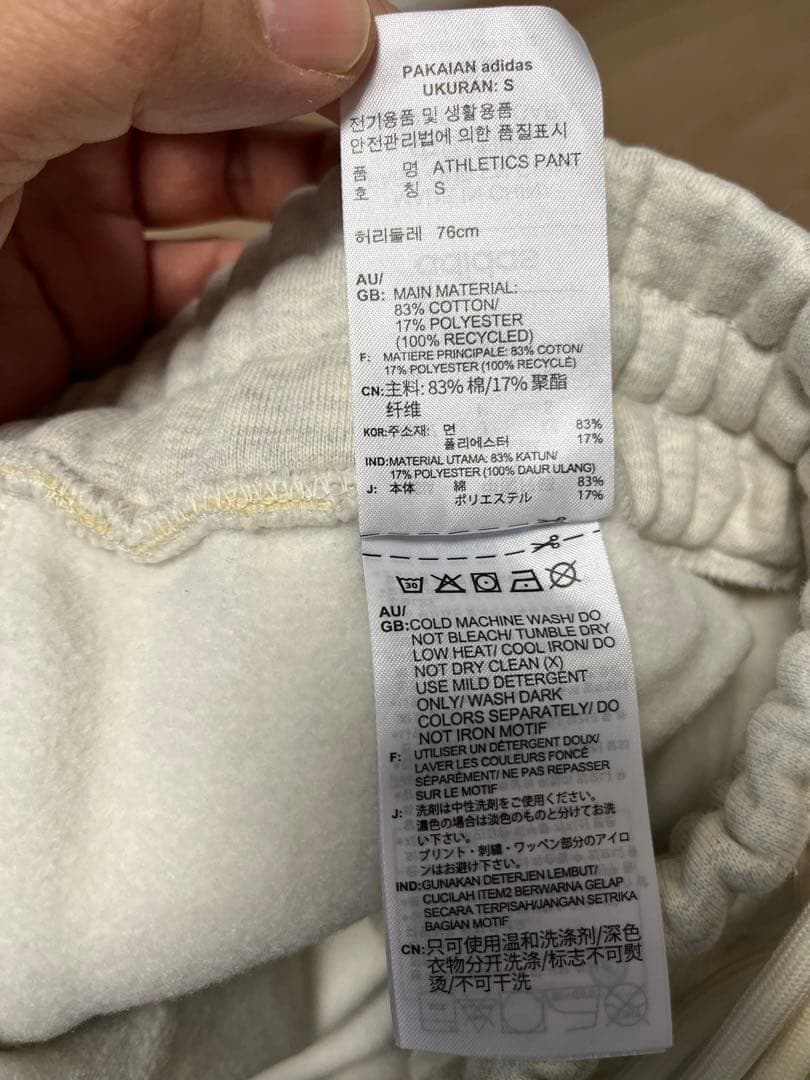 PAKAIAN adidas
UKURAN: S
전기용품 및 생활용품
안전관리법에 의한 품질표시
품 명 ATHLETICS PANT
호 칭 S
허리둘레 76cm
AU/
GB: MAIN MATERIAL:
83% COTTON/
17% POLYESTER
(100% RECYCLED)
F: MATIERE PRINCIPALE: 83% COTON/
17% POLYESTER (100% RECYCLÉ)
CN:主料: 83% 棉/17% 聚酯
纤维
KOR:주소재: 면 83%
폴리에스터 17%
IND:MATERIAL UTAMA: 83% KATUN/
17% POLYESTER (100% DAUR ULANG)
J: 本体 綿 83%
ポリエステル 17%
30
AU/
GB:COLD MACHINE WASH/ DO
NOT BLEACH/ TUMBLE DRY
LOW HEAT/ COOL IRON/ DO
NOT DRY CLEAN (X)
USE MILD DETERGENT
ONLY/ WASH DARK
COLORS SEPARATELY/ DO
NOT IRON MOTIF
F: UTILISER UN DÉTERGENT DOUX/
LAVER LES COULEURS FONCÉ
SÉPARÉMENT/ NE PAS REPASSER
SUR LE MOTIF
J: 洗剤は中性洗剤をご使用ください。
濃色の場合は淡色のものと分けてお洗
い下さい。
プリント・刺繍・ワッペン部分のアイロ
ンはお避け下さい。
IND:GUNAKAN DETERJEN LEMBUT/
CUCILAH ITEM2 BERWARNA GELAP
SECARA TERPISAH/JANGAN SETRIKA
BAGIAN MOTIF
CN:只可使用温和洗涤剂/深色
衣物分开洗涤/标志不可熨
烫/不可干洗